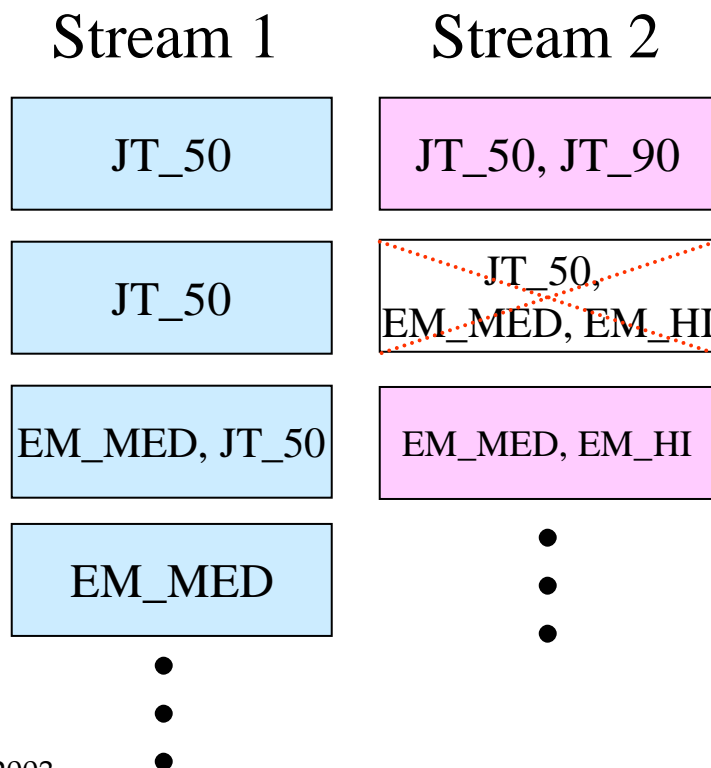 Stream 1
Stream 2
JT_50
JT_50, JT_90
JT_50
JT_50,
EM_MED, EM_HI
EM_MED, JT_50
EM_MED, EM_HI
EM_MED